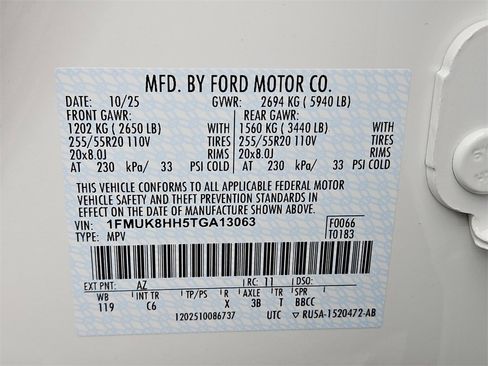 MFD. BY FORD MOTOR CO.
DATE: 10/25 GVWR: 2694 KG ( 5940 LB)
FRONT GAWR: REAR GAWR:
1202 KG ( 2650 LB) WITH 1560 KG ( 3440 LB) WITH
255/55R20 110V TIRES 255/55R20 110V TIRES
20x8.0J RIMS 20x8.0J RIMS
AT 230 kPa/ 33 PSI COLD AT 230 kPa/ 33 PSI COLD
THIS VEHICLE CONFORMS TO ALL APPLICABLE FEDERAL MOTOR
VEHICLE SAFETY AND THEFT PREVENTION STANDARDS IN EFFECT ON THE DATE
OF MANUFACTURE SHOWN ABOVE.
VIN: 1FMUK8HH5TGA13063 F0066
TYPE: MPV T0183
EXT PNT: AZ RC: 11 DSO:
WB INT TR TP/PS R AXLE TR SPR
119 C6 X 3B T BBCC
1202510086737 UTC ▼ RU5A-1520472-AB